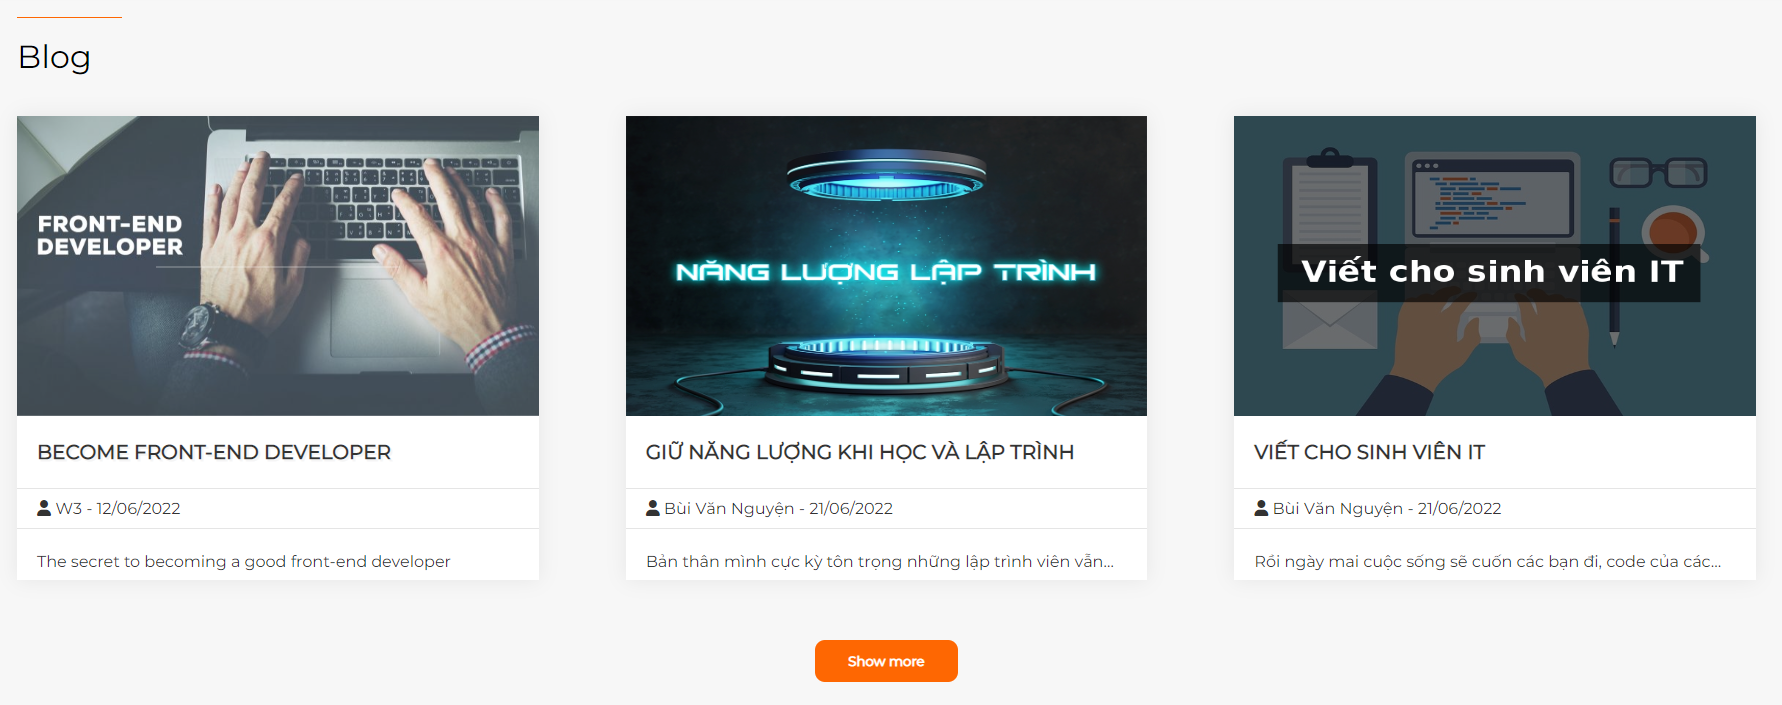 Blog
FRONT-END
DEVELOPER
NĂNG LƯỢNG LẬP TRÌNH
Viết cho sinh viên IT
BECOME FRONT-END DEVELOPER
GIỮ NĂNG LƯỢNG KHI HỌC VÀ LẬP TRÌNH
VIẾT CHO SINH VIÊN IT
W3 - 12/06/2022
Bùi Văn Nguyện - 21/06/2022
Bùi Văn Nguyện - 21/06/2022
The secret to becoming a good front-end developer
Bản thân mình cực kỳ tôn trọng những lập trình viên vẫn...
Rồi ngày mai cuộc sống sẽ cuốn các bạn đi, code của các...
Show more